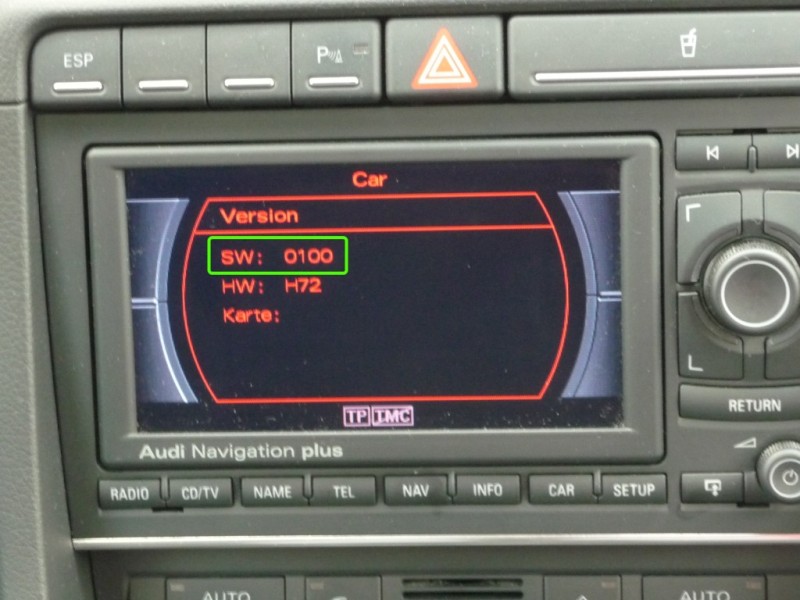 ESP
P
Car
Version
SW: 0100
HW: H72
Karte:
TP TMC
RETURN
Audi Navigation plus
RADIO CD/TV NAME TEL NAV INFO CAR SETUP
AUTO AUTO